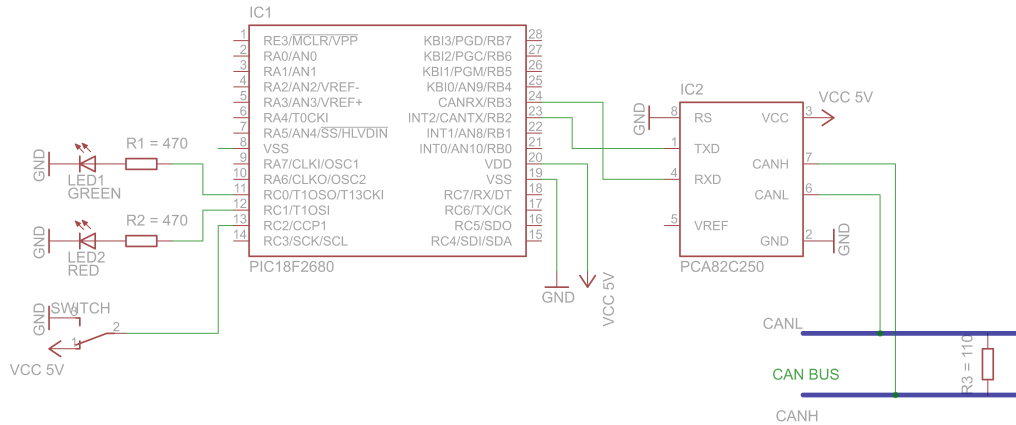 IC1
1 RE3/MCLR/VPP KBI3/PGD/RB7 28
2 RA0/AN0 KBI2/PGC/RB6 27
3 RA1/AN1 KBI1/PGM/RB5 26
4 RA2/AN2/VREF- KBI0/AN9/RB4 25
5 RA3/AN3/VREF+ CANRX/RB3 24
6 RA4/T0CKI INT2/CANTX/RB2 23
7 RA5/AN4/SS/HLVDIN INT1/AN8/RB1 22
8 VSS INT0/AN10/RB0 21
9 RA7/CLKI/OSC1 VDD 20
10 RA6/CLKO/OSC2 VSS 19
11 RC0/T1OSO/T13CKI RC7/RX/DT 18
12 RC1/T1OSI RC6/TX/CK 17
13 RC2/CCP1 RC5/SDO 16
14 RC3/SCK/SCL RC4/SDI/SDA 15
PIC18F2680
R1 = 470
GND
LED1
GREEN
R2 = 470
GND
LED2
RED
SWITCH
GND
3
2
1
VCC 5V
GND
VCC 5V
IC2
GND
8 RS VCC 3
VCC 5V
1 TXD
CANH 7
4 RXD
CANL 6
5 VREF
GND 2
GND
PCA82C250
CANL
CAN BUS
R3 = 110
CANH